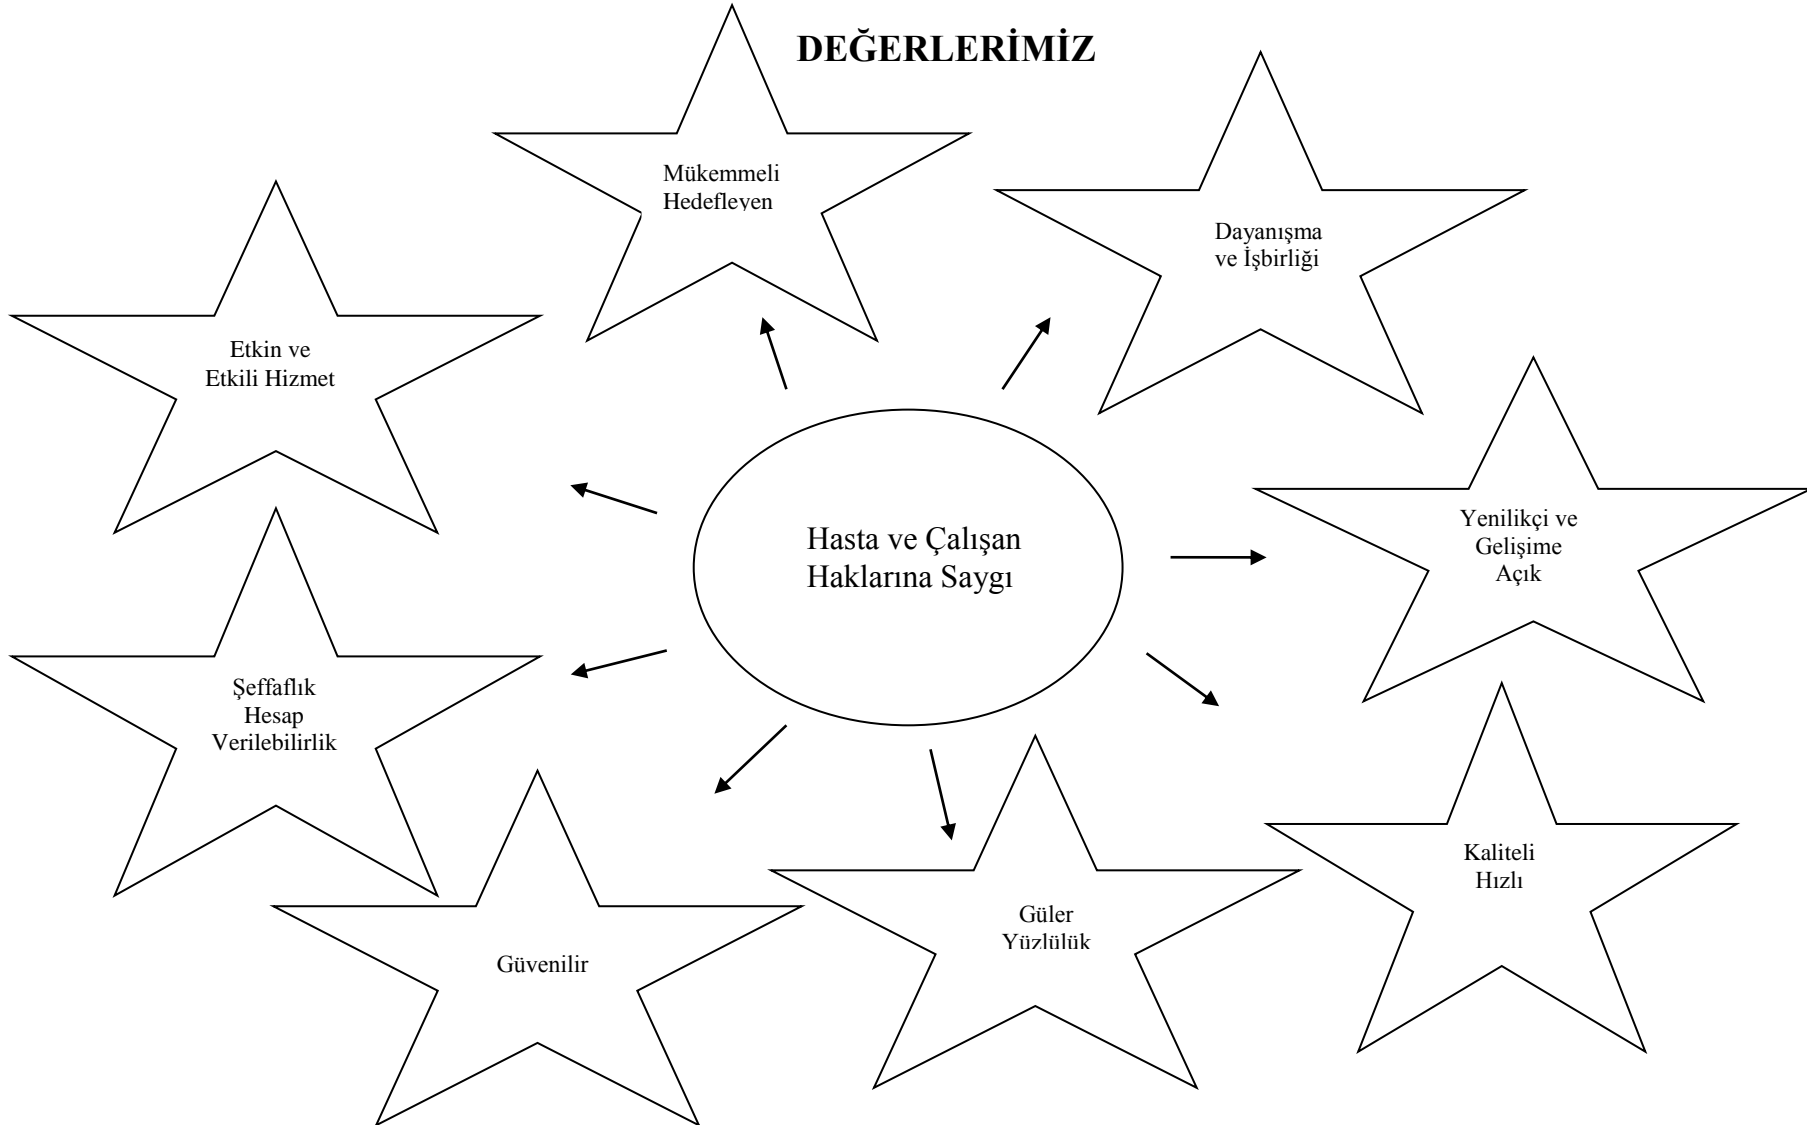 DEĞERLERİMİZ
Mükemmeli
Hedefleyen
Dayanışma
ve İşbirliği
Etkin ve
Etkili Hizmet
Yenilikçi ve
Gelişime
Açık
Hasta ve Çalışan
Haklarına Saygı
Şeffaflık
Hesap
Verilebilirlik
Kaliteli
Hızlı
Güler
Yüzlülük
Güvenilir